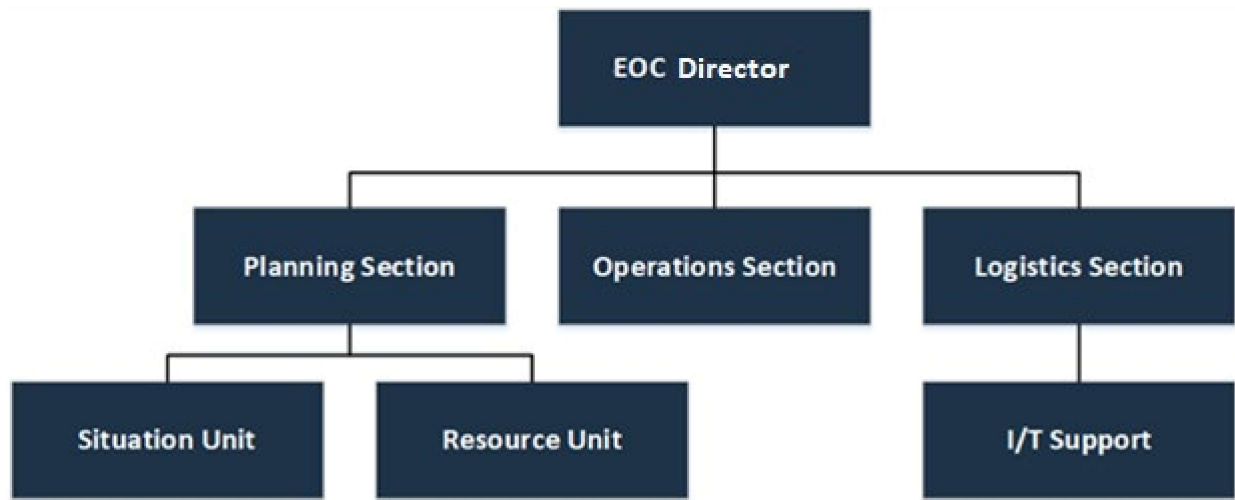 EOC Director
Planning Section
Operations Section
Logistics Section
Situation Unit
Resource Unit
I/T Support